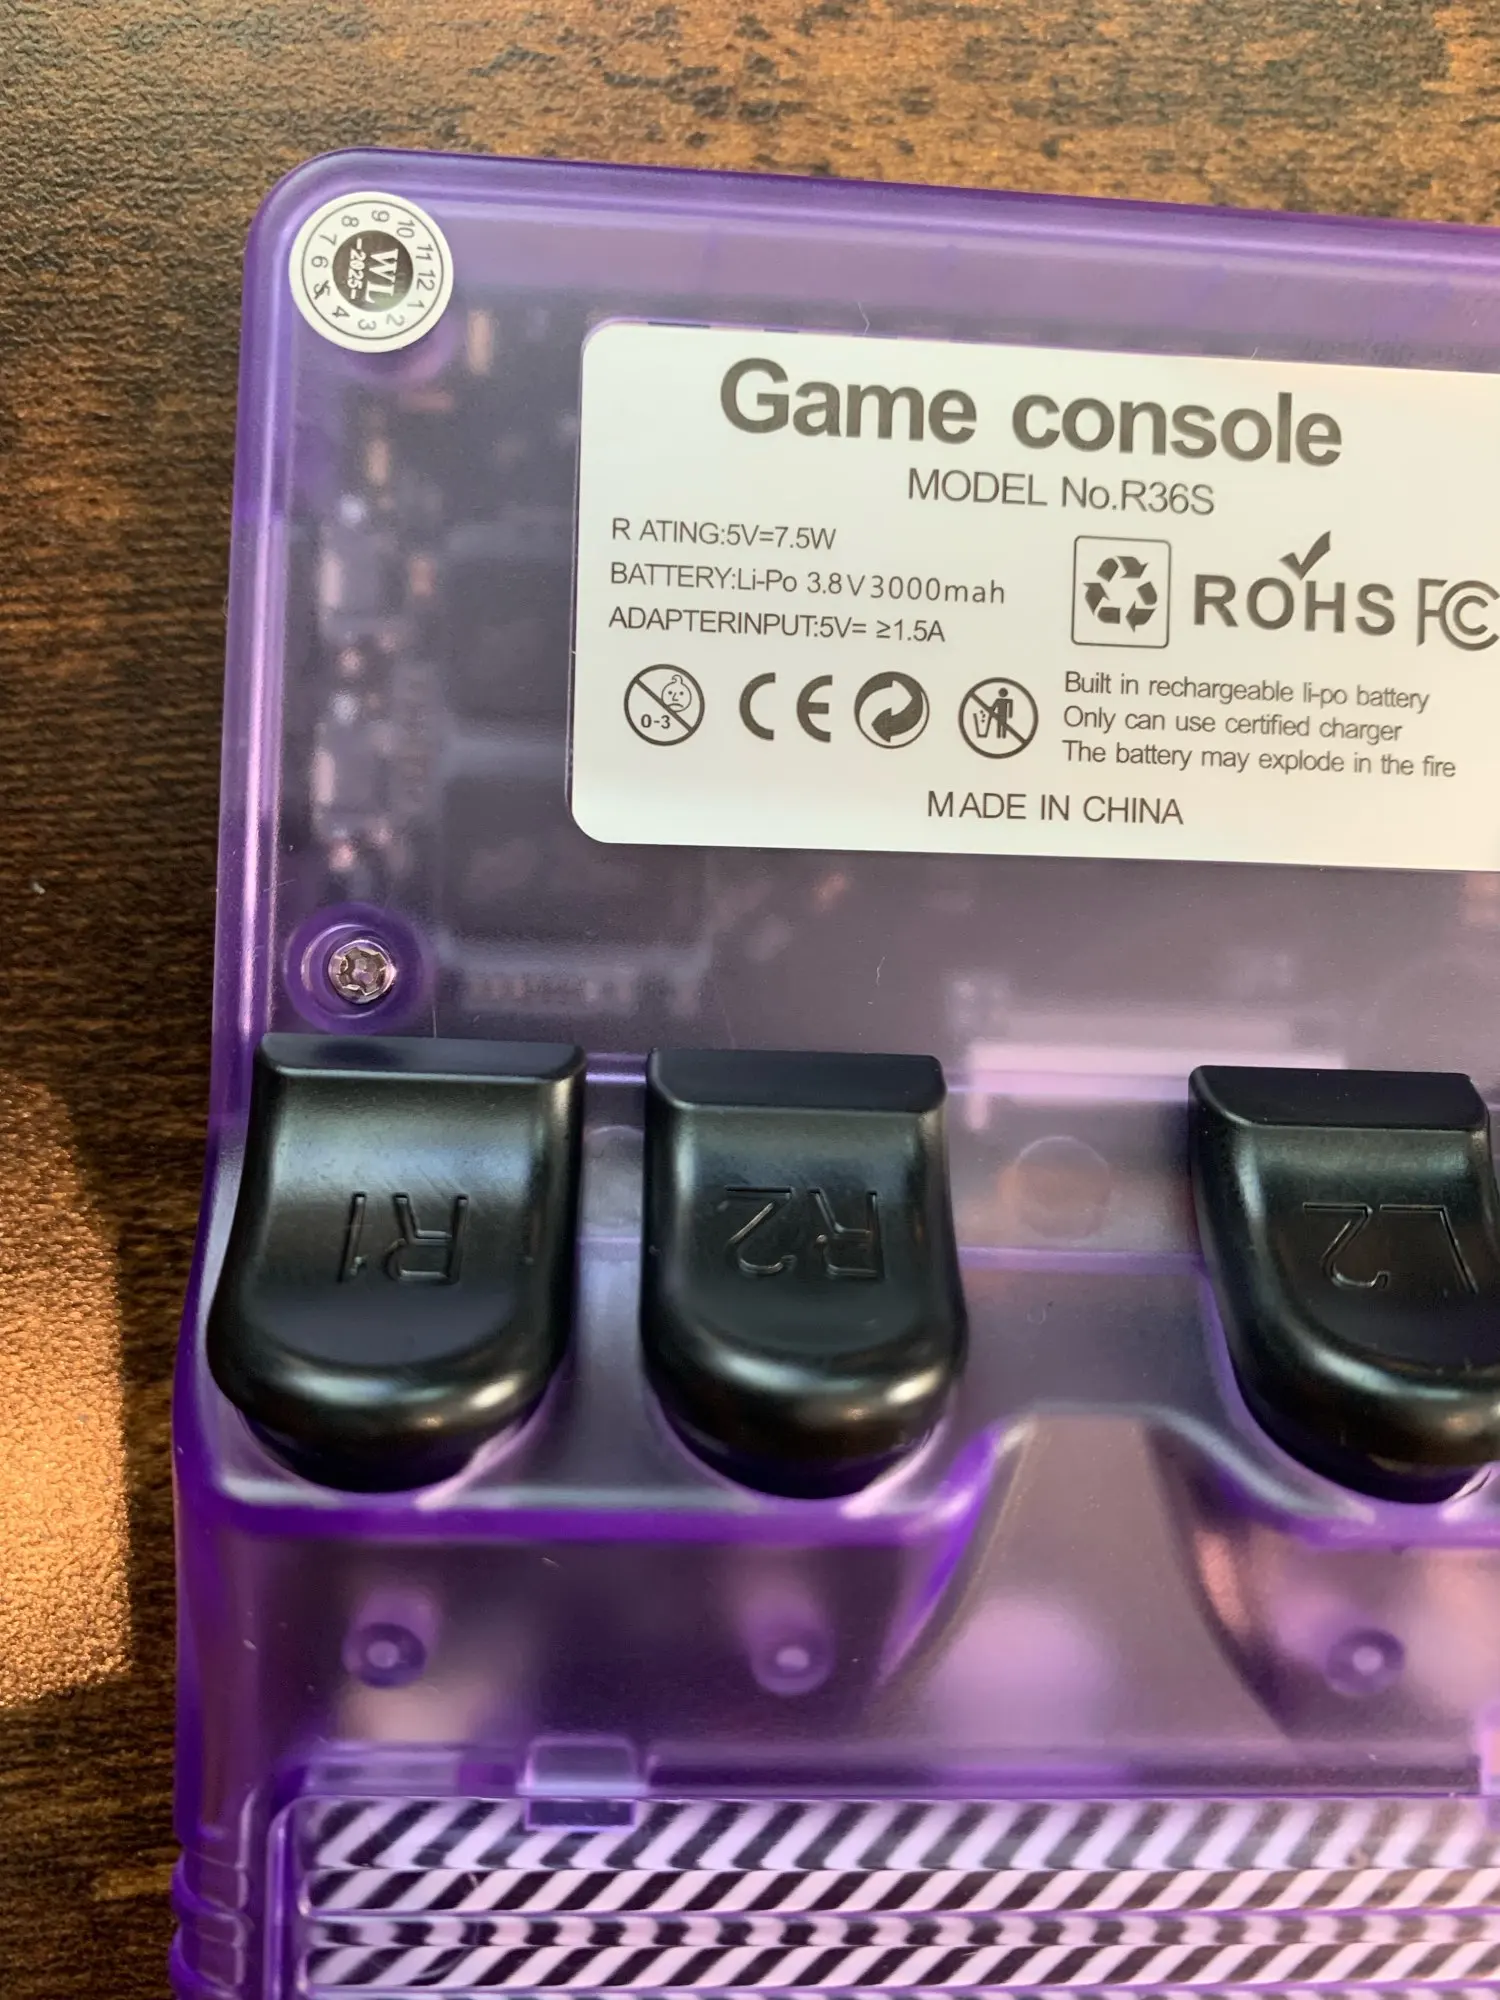 9 10 11 12 1 2 3 4 5 6 7 8
WL
-2025-
Game console
MODEL No.R36S
R ATING:5V=7.5W
BATTERY:Li-Po 3.8V3000mah
ADAPTERINPUT:5V= ≥1.5A
ROHS FC
0-3 CE
Built in rechargeable li-po battery
Only can use certified charger
The battery may explode in the fire
MADE IN CHINA
R1 R2 L2